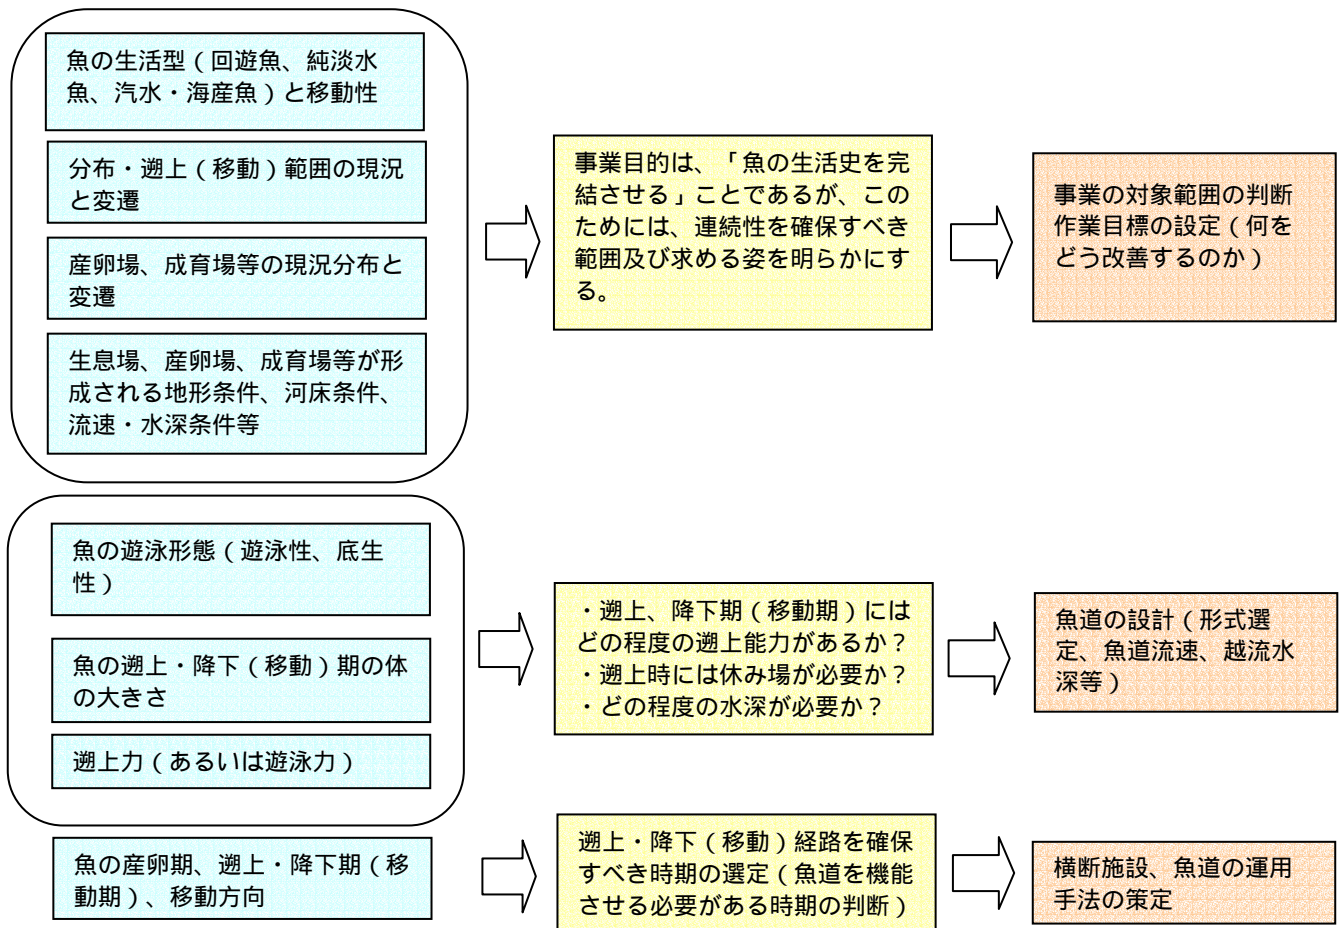 魚の生活型（回遊魚、純淡水
魚、汽水・海産魚）と移動性
分布・遡上（移動）範囲の現況
と変遷
産卵場、成育場等の現況分布と
変遷
生息場、産卵場、成育場等が形
成される地形条件、河床条件、
流速・水深条件等
事業目的は、「魚の生活史を完
結させる」ことであるが、この
ためには、連続性を確保すべき
範囲及び求める姿を明らかにす
る。
事業の対象範囲の判断
作業目標の設定（何を
どう改善するのか）
魚の遊泳形態（遊泳性、底生
性）
魚の遡上・降下（移動）期の体
の大きさ
遡上力（あるいは遊泳力）
・遡上、降下期（移動期）には
どの程度の遡上能力があるか？
・遡上時には休み場が必要か？
・どの程度の水深が必要か？
魚道の設計（形式選
定、魚道流速、越流水
深等）
魚の産卵期、遡上・降下期（移
動期）、移動方向
遡上・降下（移動）経路を確保
すべき時期の選定（魚道を機能
させる必要がある時期の判断）
横断施設、魚道の運用
手法の策定